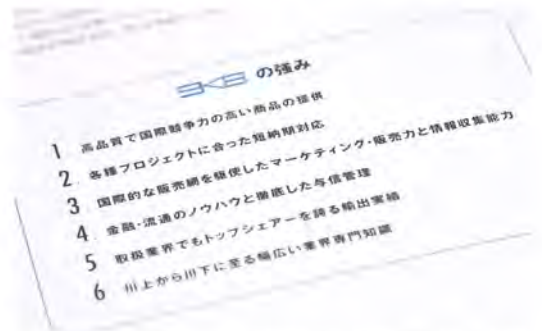 の強み
1 高品質で国際競争力の高い商品の提供
2. 各種プロジェクトに合った短納期対応
3. 国際的な販売網を駆使したマーケティング・販売力と情報収集能力
4. 金融・流通のノウハウと徹底した与信管理
5 取扱業界でもトップシェアーを誇る輸出実績
6 川上から川下に至る幅広い業界専門知識